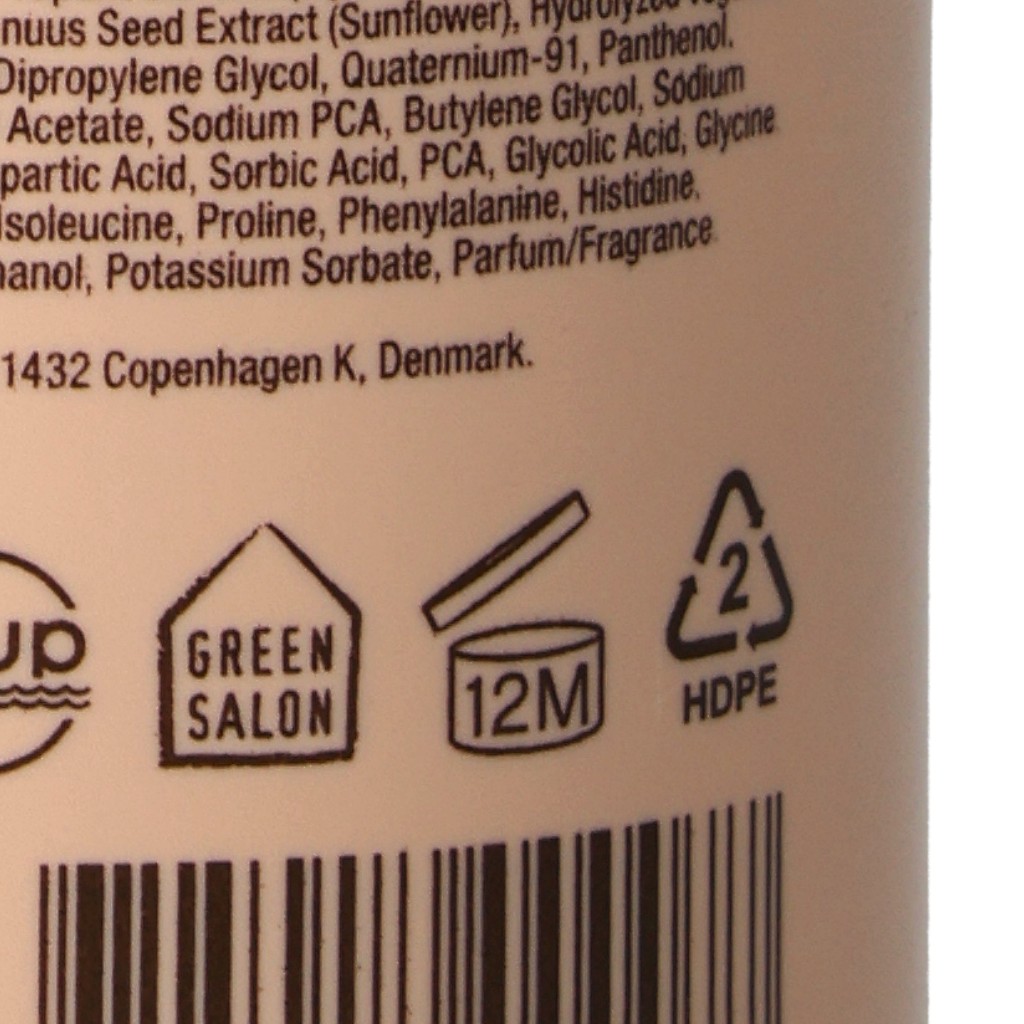 nuus Seed Extract (Sunflower), Hydrolyzed
Dipropylene Glycol, Quaternium-91, Panthenol,
Acetate, Sodium PCA, Butylene Glycol, Sodium
partic Acid, Sorbic Acid, PCA, Glycolic Acid, Glycine
Isoleucine, Proline, Phenylalanine, Histidine,
anol, Potassium Sorbate, Parfum/Fragrance
1432 Copenhagen K, Denmark.
up
GREEN
SALON
12M
2
HDPE